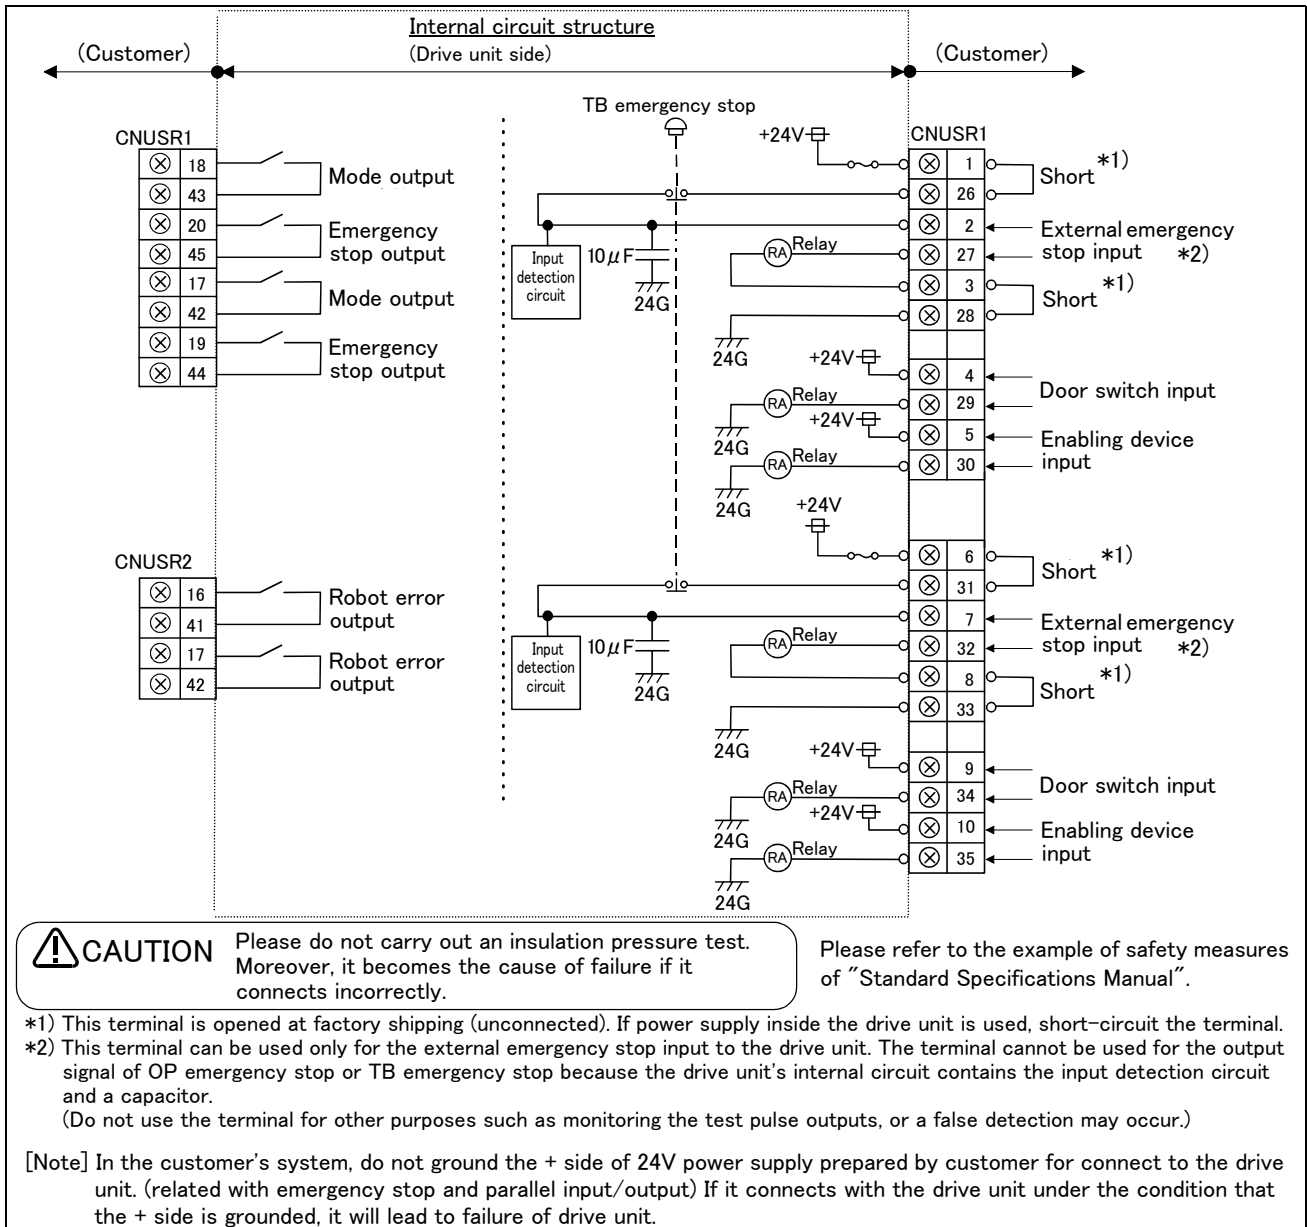 Internal circuit structure
(Customer)
(Drive unit side)
(Customer)
TB emergency stop
CNUSR1
18
43
20
45
17
42
19
44
Mode output
Emergency
stop output
Mode output
Emergency
stop output
CNUSR2
16
41
17
42
Robot error
output
Robot error
output
Input
detection
circuit
10μF
24G
+24V
RA
Relay
24G
+24V
RA
Relay
24G
+24V
RA
Relay
24G
CNUSR1
1
26
2
27
3
28
4
29
5
30
Short *1)
External emergency
stop input *2)
Short *1)
Door switch input
Enabling device
input
+24V
Input
detection
circuit
10μF
24G
RA
Relay
24G
+24V
RA
Relay
24G
+24V
RA
Relay
24G
6
31
7
32
8
33
9
34
10
35
Short *1)
External emergency
stop input *2)
Short *1)
Door switch input
Enabling device
input
CAUTION
Please do not carry out an insulation pressure test.
Moreover, it becomes the cause of failure if it
connects incorrectly.
Please refer to the example of safety measures
of "Standard Specifications Manual".
*1) This terminal is opened at factory shipping (unconnected). If power supply inside the drive unit is used, short-circuit the terminal.
*2) This terminal can be used only for the external emergency stop input to the drive unit. The terminal cannot be used for the output
signal of OP emergency stop or TB emergency stop because the drive unit's internal circuit contains the input detection circuit
and a capacitor.
(Do not use the terminal for other purposes such as monitoring the test pulse outputs, or a false detection may occur.)
[Note] In the customer's system, do not ground the + side of 24V power supply prepared by customer for connect to the drive
unit. (related with emergency stop and parallel input/output) If it connects with the drive unit under the condition that
the + side is grounded, it will lead to failure of drive unit.